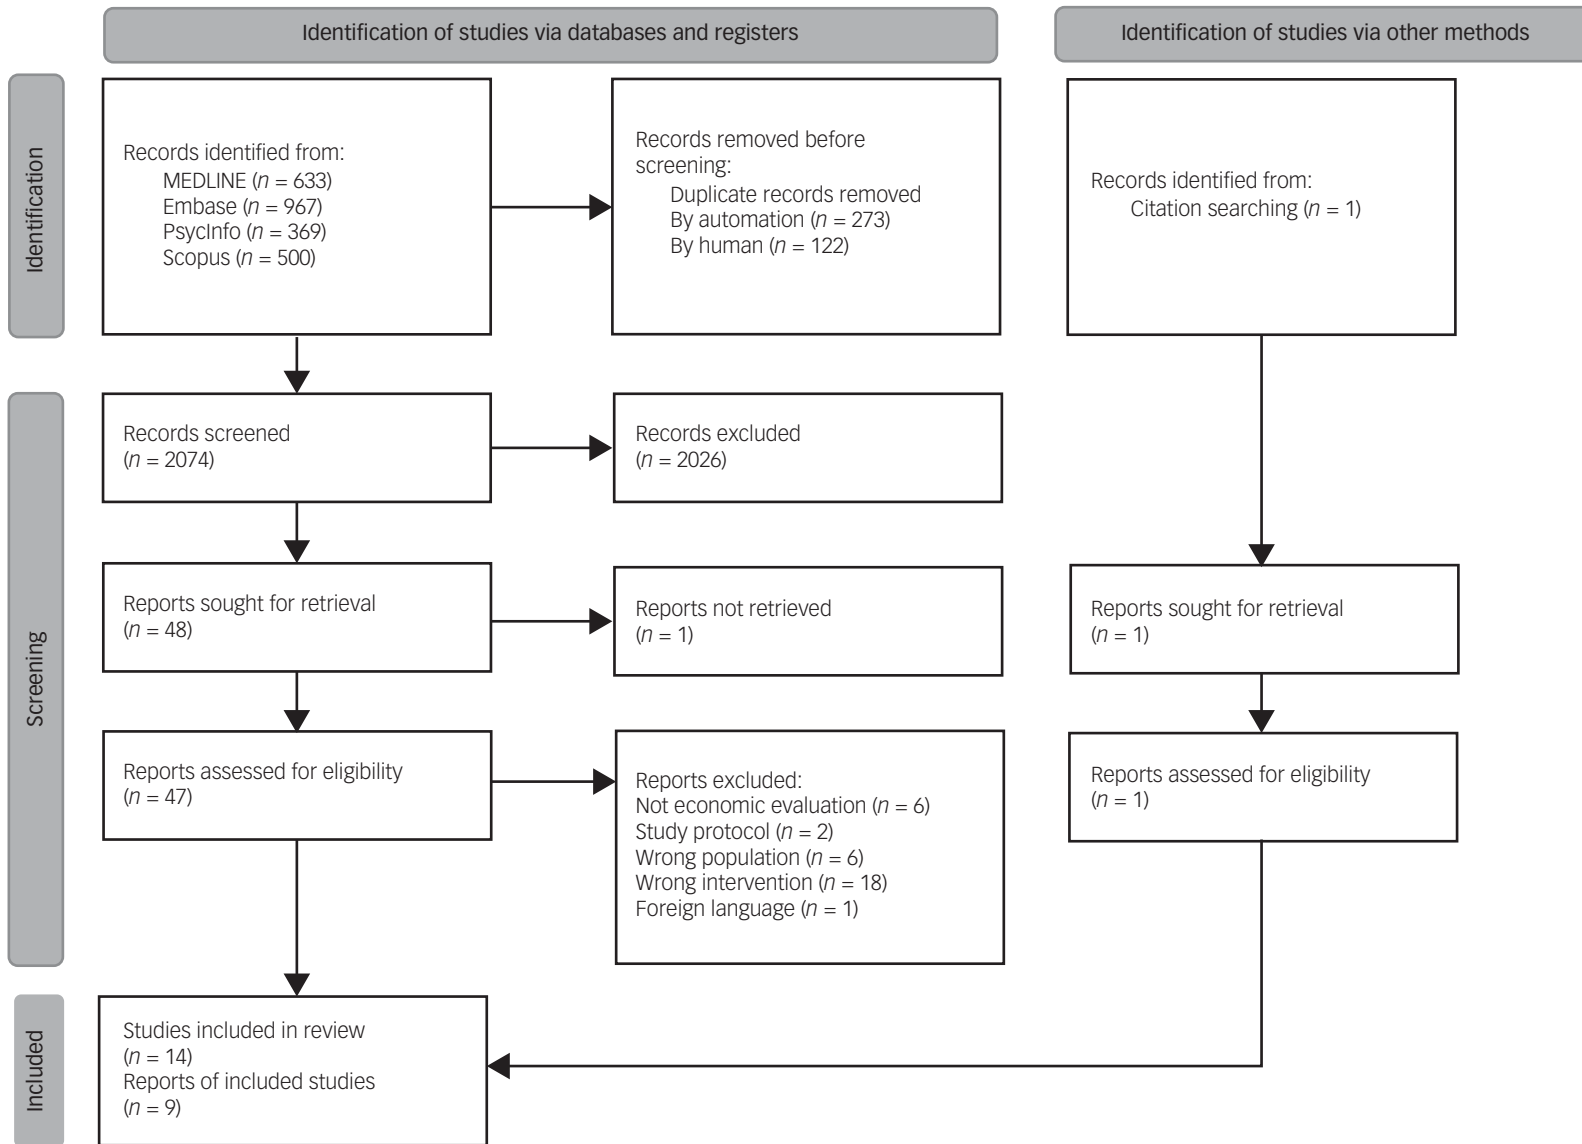 Identification of studies via databases and registers
Identification of studies via other methods
Identification
Records identified from:
MEDLINE (n = 633)
Embase (n = 967)
PsycInfo (n = 369)
Scopus (n = 500)
Records removed before
screening:
Duplicate records removed
By automation (n = 273)
By human (n = 122)
Records identified from:
Citation searching (n = 1)
Screening
Records screened
(n = 2074)
Records excluded
(n = 2026)
Reports sought for retrieval
(n = 48)
Reports not retrieved
(n = 1)
Reports sought for retrieval
(n = 1)
Reports assessed for eligibility
(n = 47)
Reports excluded:
Not economic evaluation (n = 6)
Study protocol (n = 2)
Wrong population (n = 6)
Wrong intervention (n = 18)
Foreign language (n = 1)
Reports assessed for eligibility
(n = 1)
Included
Studies included in review
(n = 14)
Reports of included studies
(n = 9)